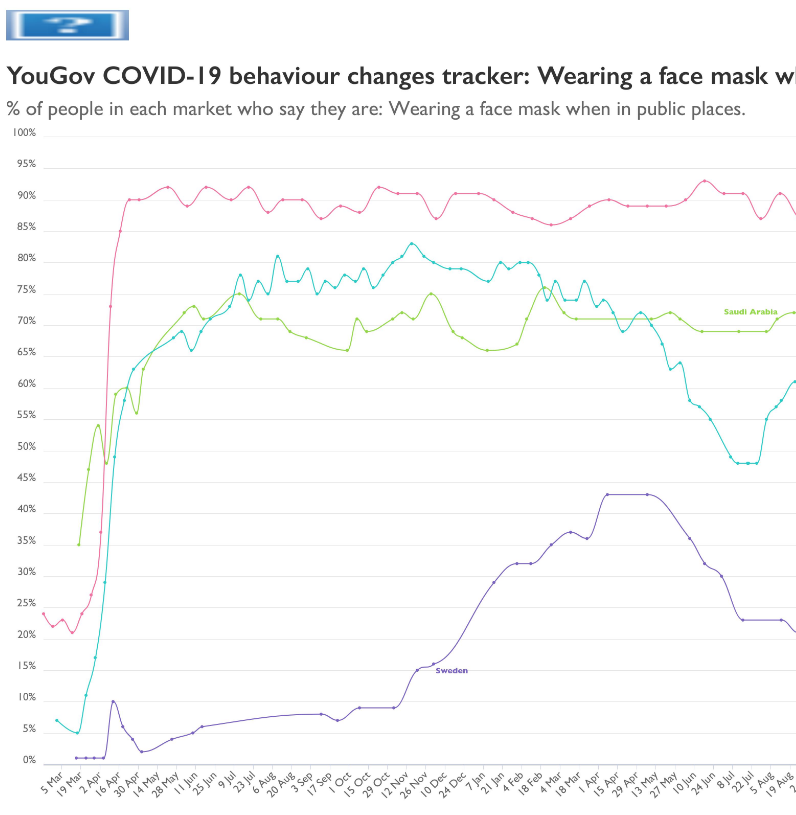 ?
YouGov COVID-19 behaviour changes tracker: Wearing a face mask w
% of people in each market who say they are: Wearing a face mask when in public places.
100%
95%
90%
85%
80%
75%
70%
65%
60%
55%
50%
45%
40%
35%
30%
25%
20%
15%
10%
5%
0%
Saudi Arabia
Sweden
5 Mar
19 Mar
2 Apr
16 Apr
30 Apr
14 May
28 May
11 Jun
25 Jun
9 Jul
23 Jul
6 Aug
20 Aug
3 Sep
17 Sep
1 Oct
15 Oct
29 Oct
12 Nov
26 Nov
10 Dec
24 Dec
7 Jan
21 Jan
4 Feb
18 Feb
4 Mar
18 Mar
1 Apr
15 Apr
29 Apr
13 May
27 May
10 Jun
24 Jun
8 Jul
22 Jul
5 Aug
19 Aug